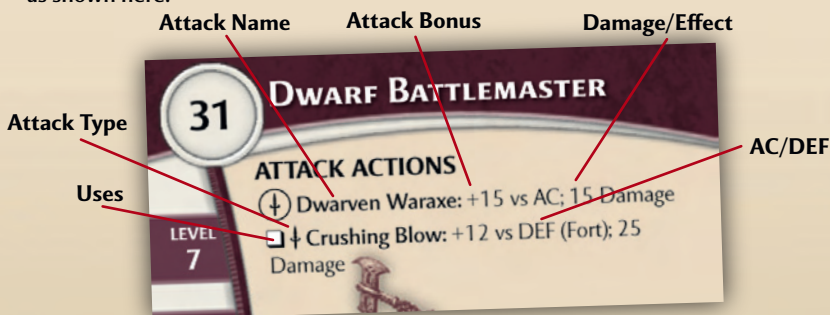 as shown here.
Attack Name
Attack Bonus
Damage/Effect
31
DWARF BATTLEMASTER
Attack Type
AC/DEF
ATTACK ACTIONS
Dwarven Waraxe: +15 vs AC; 15 Damage
Uses
LEVEL
7
Crushing Blow: +12 vs DEF (Fort); 25
Damage